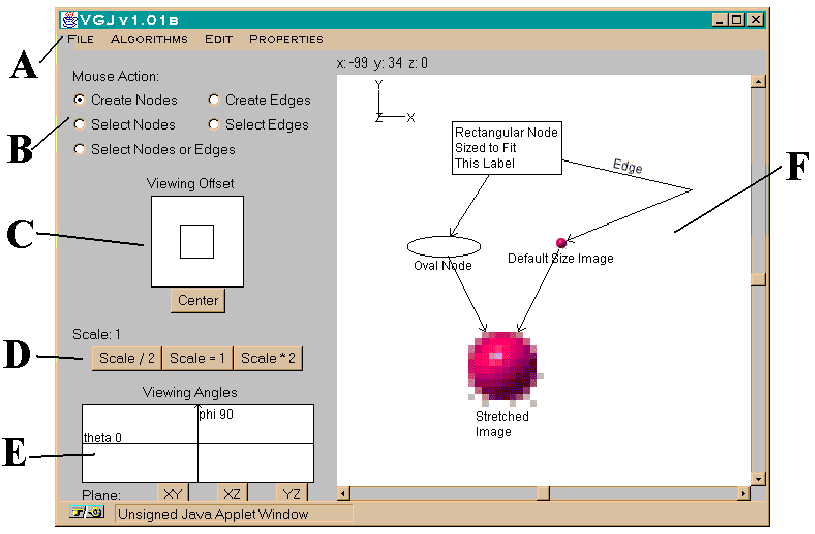 VGJ v1.01B
FILE ALGORITHMS EDIT PROPERTIES
A
x:-99 y: 34 z: 0
Mouse Action:
Create Nodes Create Edges
Select Nodes Select Edges
Select Nodes or Edges
B
Y
Z X
Rectangular Node
Sized to Fit
This Label
Edge
F
Viewing Offset
C
Center
Oval Node
Default Size Image
Scale: 1
D
Scale / 2 Scale = 1 Scale * 2
Viewing Angles
phi 90
theta 0
E
Stretched
Image
Plane: XY XZ YZ
Unsigned Java Applet Window